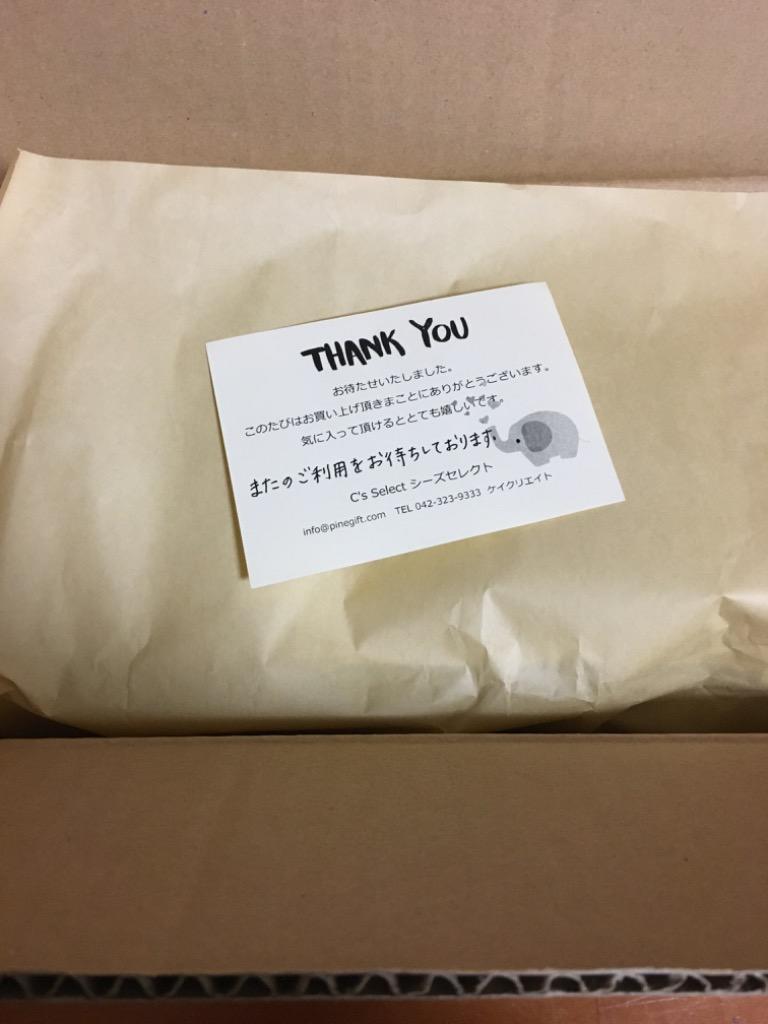 THANK YOU
お待たせいたしました。
このたびはお買い上げ頂きまことにありがとうございます。
気に入って頂けるととても嬉しいです。
またのご利用をお待ちしております。
C's Select シーズセレクト
info@pinegift.com TEL 042-323-9333 ケイクリエイト